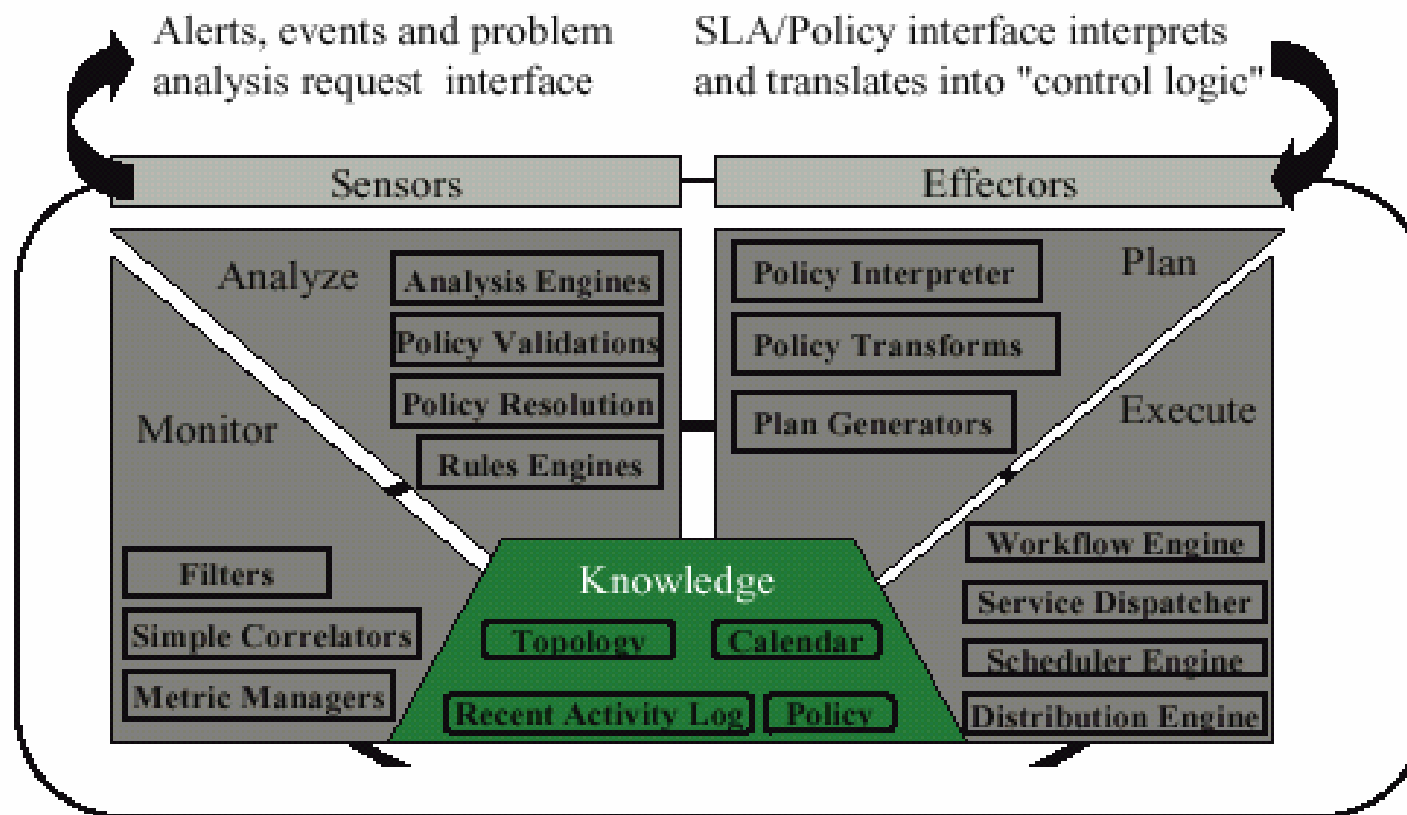 Alerts, events and problem
analysis request interface
SLA/Policy interface interprets
and translates into "control logic"
Sensors
Effectors
Analyze
Analysis Engines
Policy Validations
Policy Resolution
Rules Engines
Monitor
Filters
Simple Correlators
Metric Managers
Plan
Policy Interpreter
Policy Transforms
Plan Generators
Execute
Workflow Engine
Service Dispatcher
Scheduler Engine
Distribution Engine
Knowledge
Topology
Calendar
Recent Activity Log
Policy